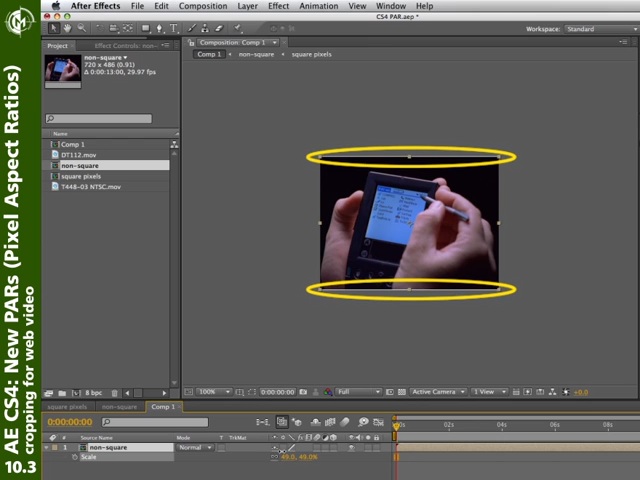 After Effects File Edit Composition Layer Effect Animation View Window Help
CS4 PAR.aep *
Workspace: Standard
Project Effect Controls: non-
Composition: Comp 1
Comp 1 non-square square pixels
non-square
720 x 486 (0.91)
Δ 0:00:13:00, 29.97 fps
Name
Comp 1
DT112.mov
non-square
square pixels
T448-03 NTSC.mov
8 bpc
100% 0:00:00:00 Full Active Camera 1 View +0.0
square pixels non-square Comp 1
0:00:00:00
# Source Name Mode T TrkMat
1 non-square Normal
Scale 49.0, 49.0%
02s 04s 06s 08s
10.3 AE CS4: New PARs (Pixel Aspect Ratios)
cropping for web video